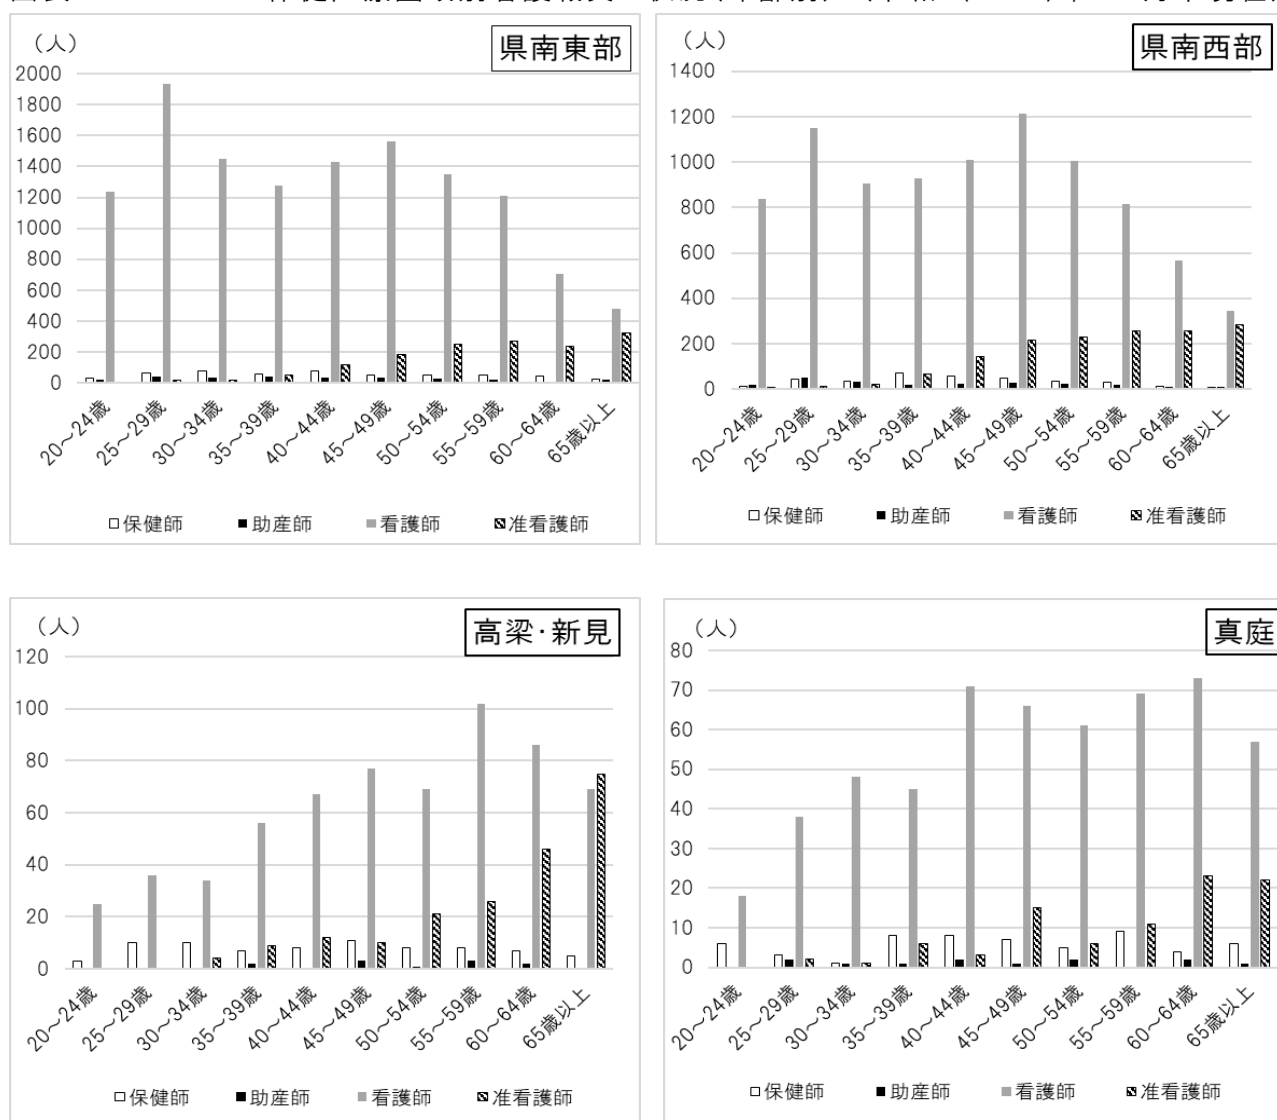 (人)
県南東部
2000
1800
1600
1400
1200
1000
800
600
400
200
0
20～24歳
25～29歳
30～34歳
35～39歳
40～44歳
45～49歳
50～54歳
55～59歳
60～64歳
65歳以上
□保健師 ■助産師 ■看護師 准看護師
(人)
県南西部
1400
1200
1000
800
600
400
200
0
20～24歳
25～29歳
30～34歳
35～39歳
40～44歳
45～49歳
50～54歳
55～59歳
60～64歳
65歳以上
□保健師 ■助産師 ■看護師 准看護師
(人)
高梁･新見
120
100
80
60
40
20
0
20～24歳
25～29歳
30～34歳
35～39歳
40～44歳
45～49歳
50～54歳
55～59歳
60～64歳
65歳以上
□保健師 ■助産師 ■看護師 准看護師
(人)
真庭
80
70
60
50
40
30
20
10
0
20～24歳
25～29歳
30～34歳
35～39歳
40～44歳
45～49歳
50～54歳
55～59歳
60～64歳
65歳以上
□保健師 ■助産師 ■看護師 准看護師